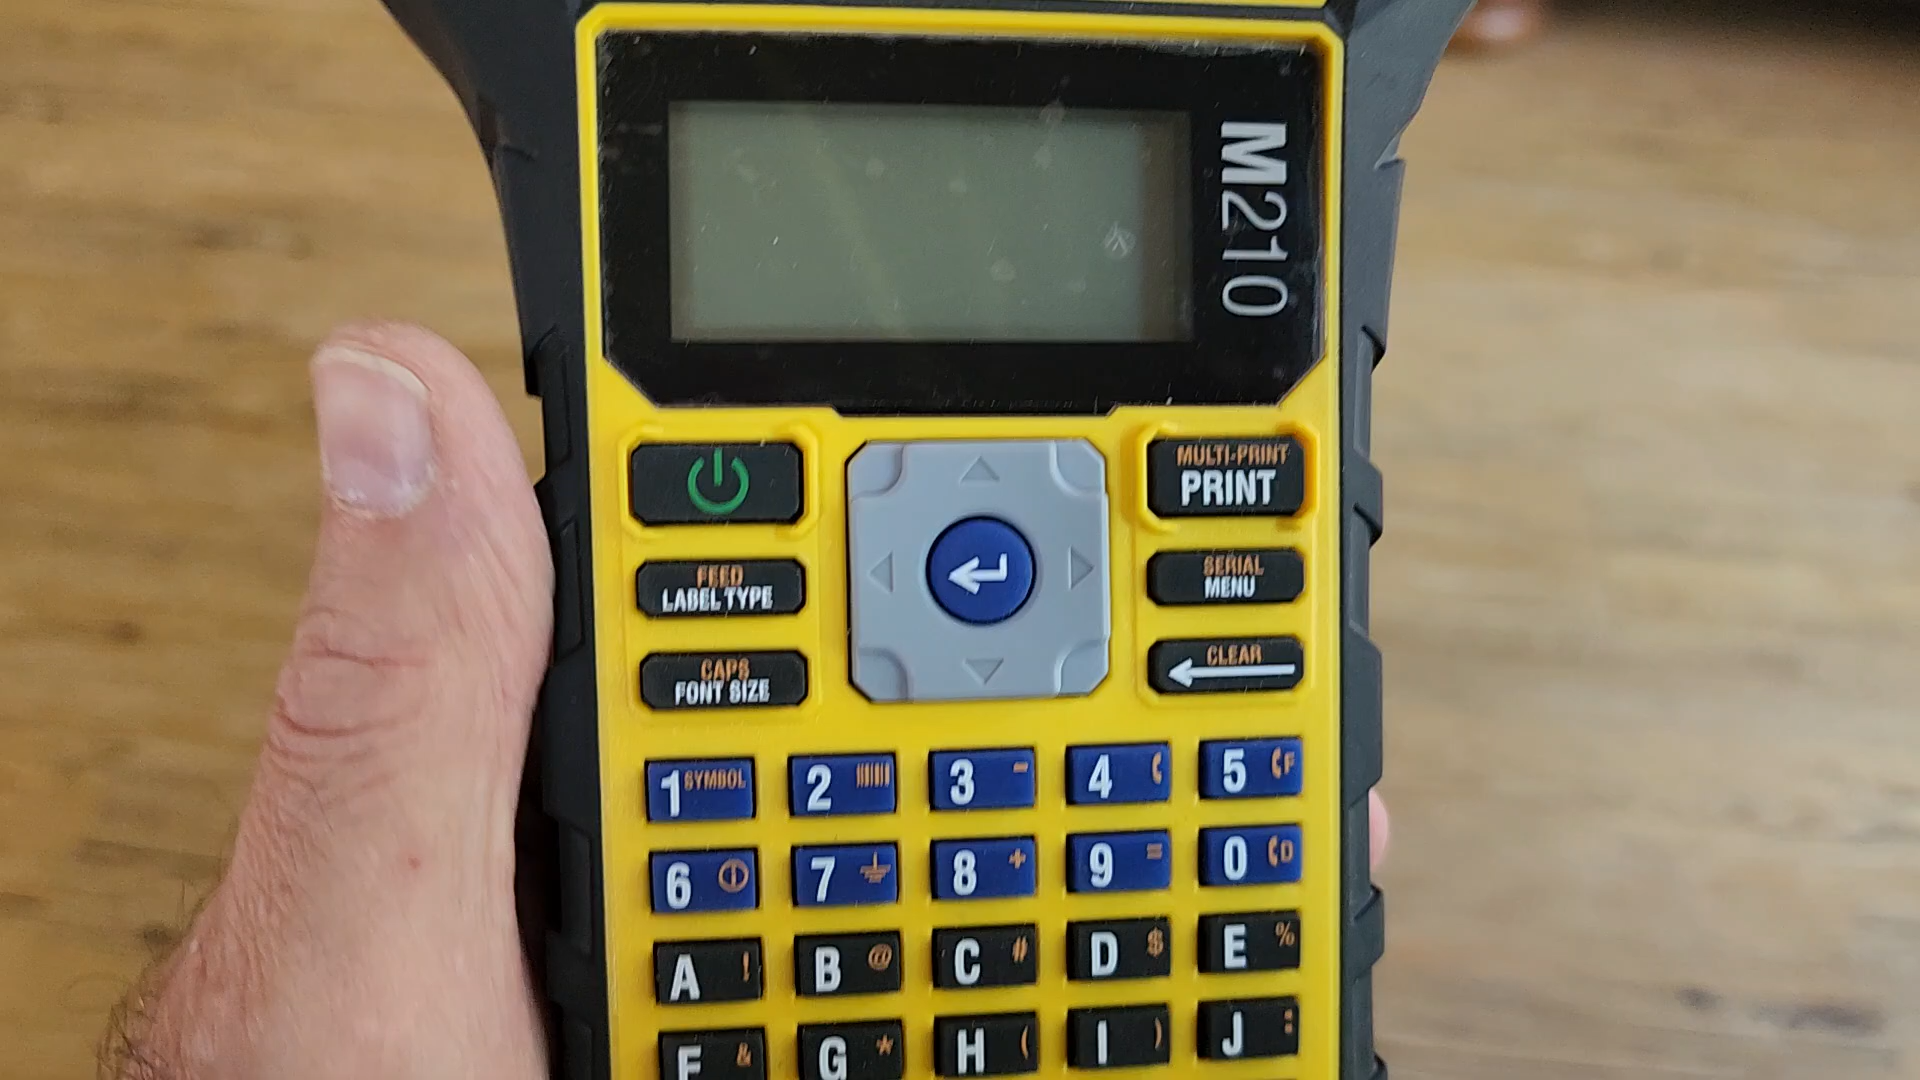 M210
MULTI-PRINT
PRINT
FEED
LABEL TYPE
SERIAL
MENU
CAPS
FONT SIZE
CLEAR
1 SYMBOL 2 3 - 4 5 F
6 7 8 + 9 = 0 D
A ! B @ C # D $ E %
F & G * H ( I ) J :